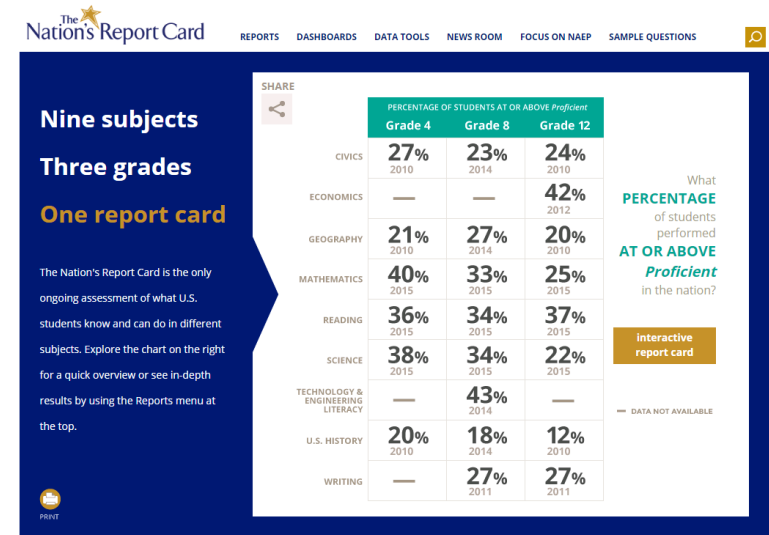 The
Nation's Report Card
REPORTS DASHBOARDS DATA TOOLS NEWS ROOM FOCUS ON NAEP SAMPLE QUESTIONS
Nine subjects
Three grades
One report card
The Nation's Report Card is the only
ongoing assessment of what U.S.
students know and can do in different
subjects. Explore the chart on the right
for a quick overview or see in-depth
results by using the Reports menu at
the top.
PRINT
SHARE
PERCENTAGE OF STUDENTS AT OR ABOVE Proficient
Grade 4 Grade 8 Grade 12
CIVICS 27% 23% 24%
2010 2014 2010
ECONOMICS — — 42%
2012
GEOGRAPHY 21% 27% 20%
2010 2014 2010
MATHEMATICS 40% 33% 25%
2015 2015 2015
READING 36% 34% 37%
2015 2015 2015
SCIENCE 38% 34% 22%
2015 2015 2015
TECHNOLOGY &
ENGINEERING
LITERACY — 43% —
2014
U.S. HISTORY 20% 18% 12%
2010 2014 2010
WRITING — 27% 27%
2011 2011
What
PERCENTAGE
of students
performed
AT OR ABOVE
Proficient
in the nation?
interactive
report card
— DATA NOT AVAILABLE